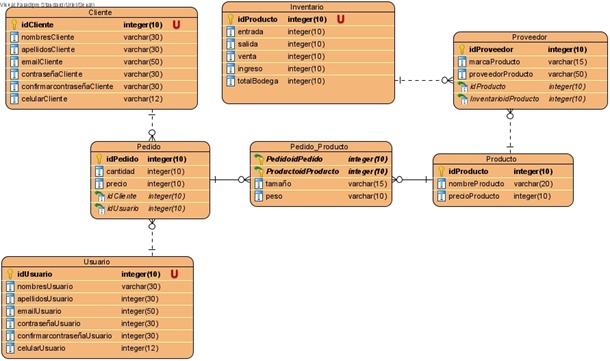 Visual Paradigm Standard(Uriel(Sena))
Cliente
idCliente integer(10) U
nombresCliente varchar(30)
apellidosCliente varchar(30)
emailCliente varchar(50)
contraseñaCliente varchar(30)
confirmarcontraseñaCliente varchar(30)
celularCliente varchar(12)
Inventario
idProducto integer(10) U
entrada integer(10)
salida integer(10)
venta integer(10)
ingreso integer(10)
totalBodega integer(10)
Proveedor
idProveedor integer(10)
marcaProducto varchar(15)
proveedorProducto varchar(50)
idProducto integer(10)
InventarioidProducto integer(10)
Pedido
idPedido integer(10)
cantidad integer(10)
precio integer(10)
idCliente integer(10)
idUsuario integer(10)
Pedido_Producto
PedidoidPedido integer(10)
ProductoidProducto integer(10)
tamaño varchar(15)
peso varchar(10)
Producto
idProducto integer(10)
nombreProducto varchar(20)
precioProducto integer(10)
Usuario
idUsuario integer(10) U
nombresUsuario varchar(30)
apellidosUsuario integer(30)
emailUsuario integer(50)
contraseñaUsuario integer(30)
confirmarcontraseñaUsuario integer(30)
celularUsuario integer(12)